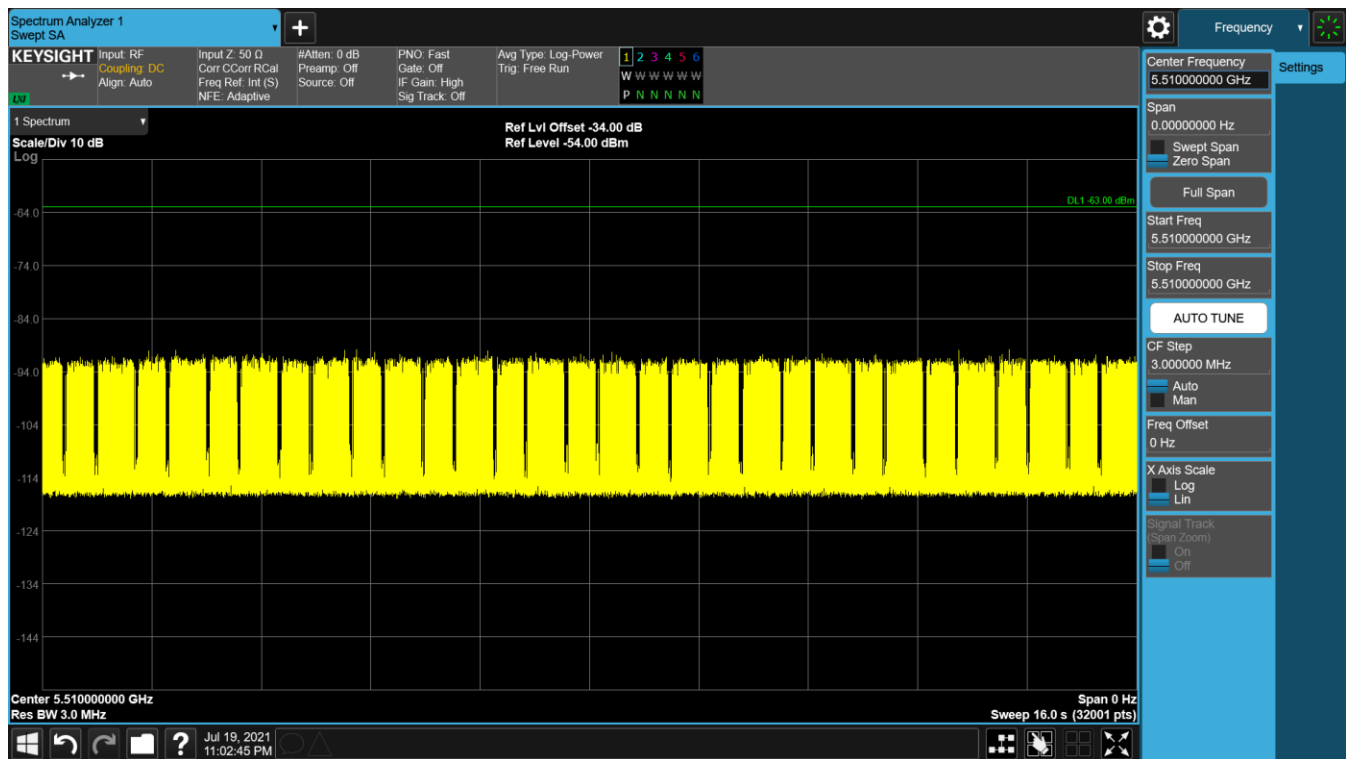 Spectrum Analyzer 1
Swept SA
+
Frequency
KEYSIGHT
Input: RF
Coupling: DC
Align: Auto
LXI
Input Z: 50 Ω
Corr CCorr RCal
Freq Ref: Int (S)
NFE: Adaptive
#Atten: 0 dB
Preamp: Off
Source: Off
PNO: Fast
Gate: Off
IF Gain: High
Sig Track: Off
Avg Type: Log-Power
Trig: Free Run
1 2 3 4 5 6
W W W W W W
P N N N N N
1 Spectrum
Scale/Div 10 dB
Log
Ref Lvl Offset -34.00 dB
Ref Level -54.00 dBm
DL1 -63.00 dBm
-64.0
-74.0
-84.0
-94.0
-104
-114
-124
-134
-144
Center 5.510000000 GHz
Res BW 3.0 MHz
Span 0 Hz
Sweep 16.0 s (32001 pts)
Center Frequency
5.510000000 GHz
Settings
Span
0.00000000 Hz
Swept Span
Zero Span
Full Span
Start Freq
5.510000000 GHz
Stop Freq
5.510000000 GHz
AUTO TUNE
CF Step
3.000000 MHz
Auto
Man
Freq Offset
0 Hz
X Axis Scale
Log
Lin
Signal Track
(Span Zoom)
On
Off
?
Jul 19, 2021
11:02:45 PM